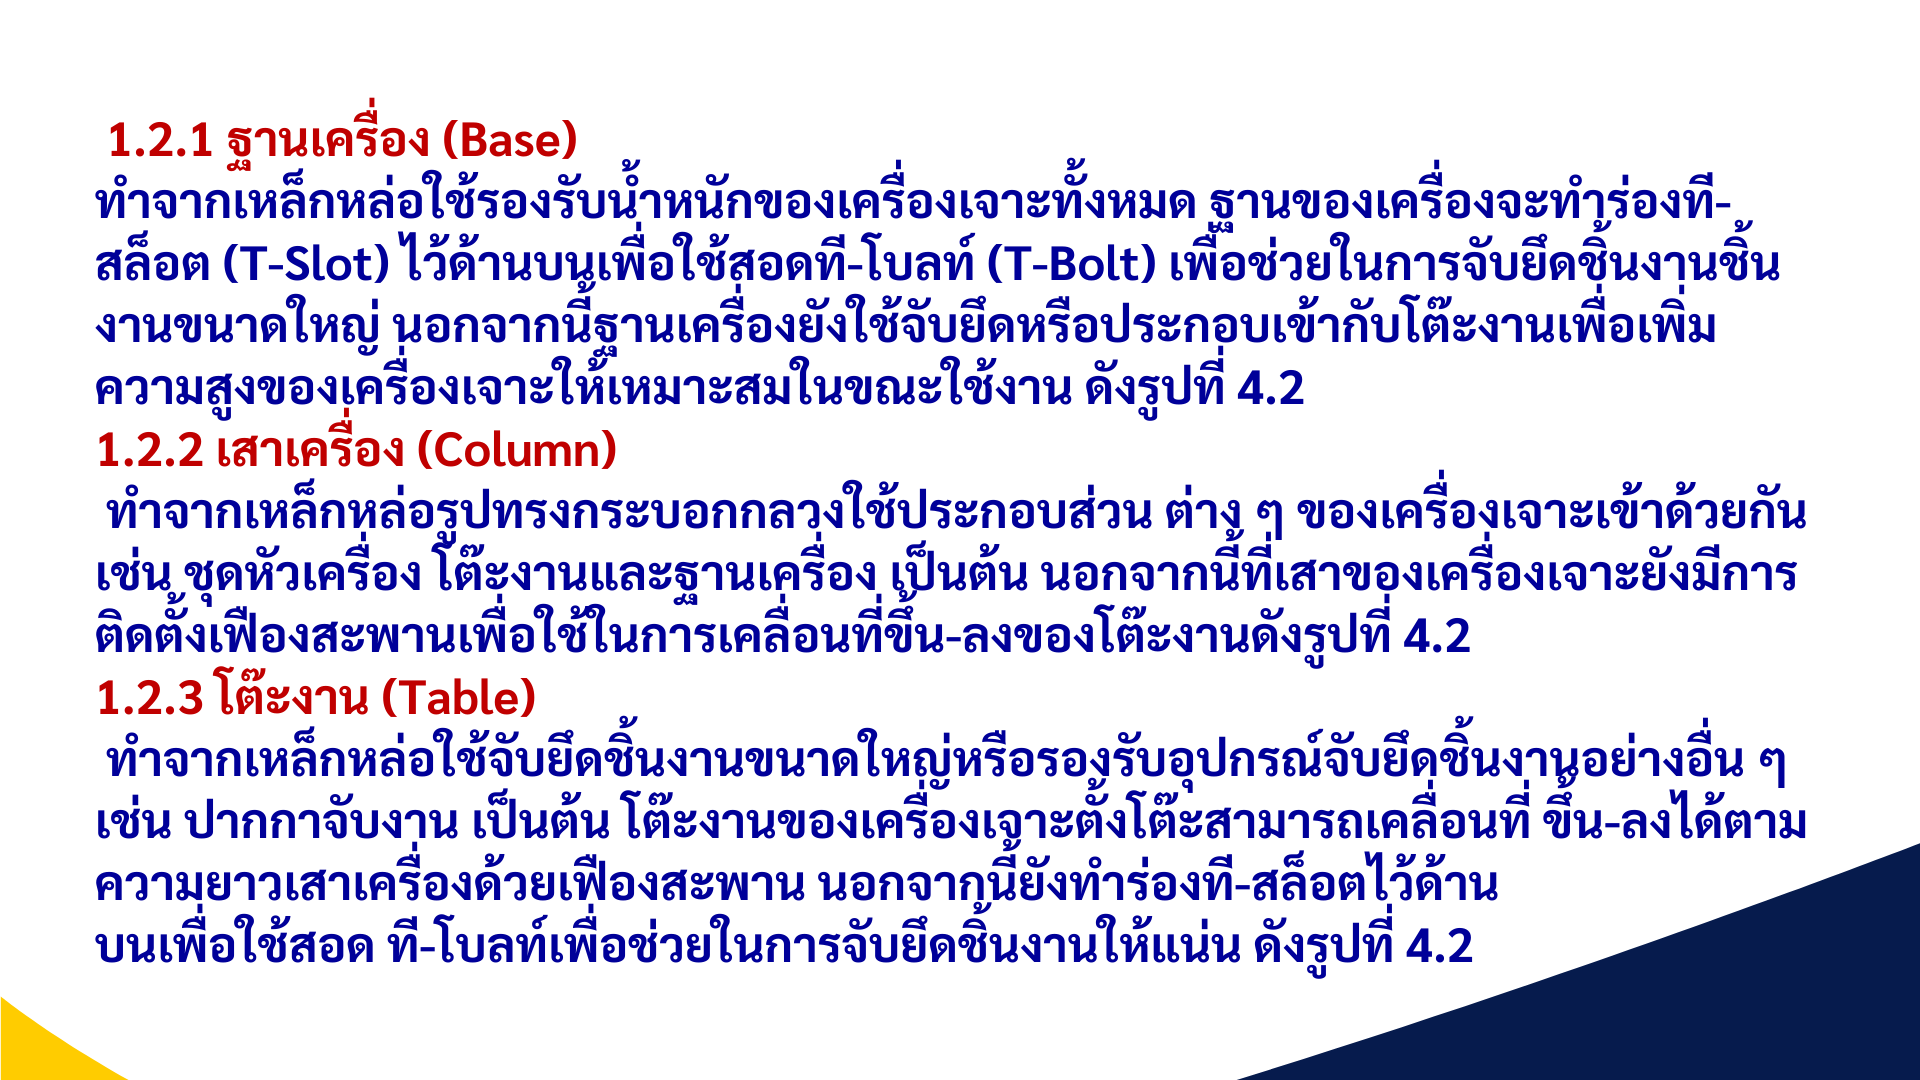 1.2.1 ฐานเครื่อง (Base)
ทำจากเหล็กหล่อใช้รองรับน้ำหนักของเครื่องเจาะทั้งหมด ฐานของเครื่องจะทำร่องที-
สล็อต (T-Slot) ไว้ด้านบนเพื่อใช้สอดที-โบลท์ (T-Bolt) เพื่อช่วยในการจับยึดชิ้นงานชิ้น
งานขนาดใหญ่ นอกจากนี้ฐานเครื่องยังใช้จับยึดหรือประกอบเข้ากับโต๊ะงานเพื่อเพิ่ม
ความสูงของเครื่องเจาะให้เหมาะสมในขณะใช้งาน ดังรูปที่ 4.2
1.2.2 เสาเครื่อง (Column)
ทำจากเหล็กหล่อรูปทรงกระบอกกลวงใช้ประกอบส่วน ต่าง ๆ ของเครื่องเจาะเข้าด้วยกัน
เช่น ชุดหัวเครื่อง โต๊ะงานและฐานเครื่อง เป็นต้น นอกจากนี้ที่เสาของเครื่องเจาะยังมีการ
ติดตั้งเฟืองสะพานเพื่อใช้ในการเคลื่อนที่ขึ้น-ลงของโต๊ะงานดังรูปที่ 4.2
1.2.3 โต๊ะงาน (Table)
ทำจากเหล็กหล่อใช้จับยึดชิ้นงานขนาดใหญ่หรือรองรับอุปกรณ์จับยึดชิ้นงานอย่างอื่น ๆ
เช่น ปากกาจับงาน เป็นต้น โต๊ะงานของเครื่องเจาะตั้งโต๊ะสามารถเคลื่อนที่ ขึ้น-ลงได้ตาม
ความยาวเสาเครื่องด้วยเฟืองสะพาน นอกจากนี้ยังทำร่องที-สล็อตไว้ด้าน
บนเพื่อใช้สอด ที-โบลท์เพื่อช่วยในการจับยึดชิ้นงานให้แน่น ดังรูปที่ 4.2